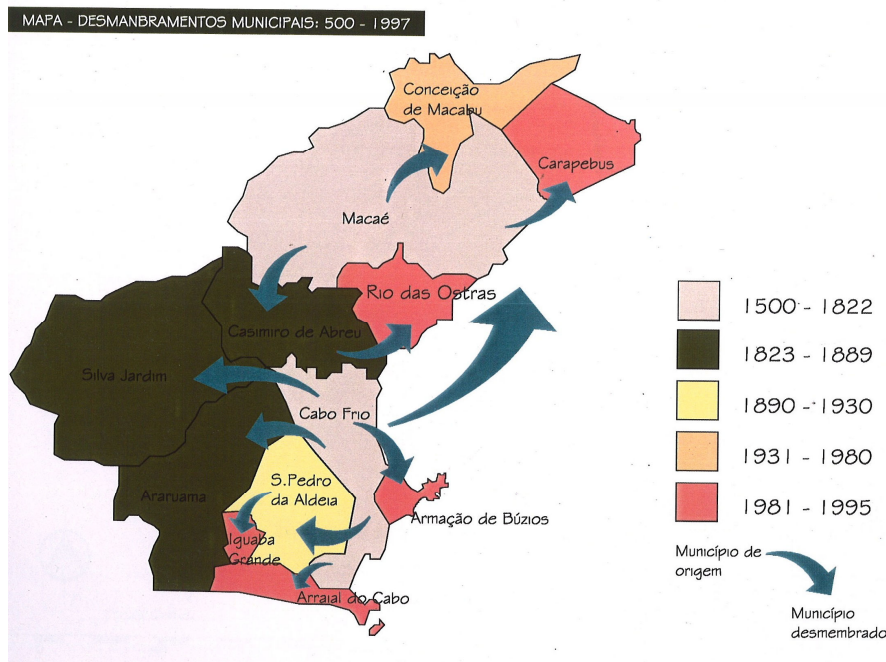 MAPA - DESMANBRAMENTOS MUNICIPAIS: 500 - 1997
Conceição
de Macabu
Carapebus
Macaé
Rio das Ostras
Casimiro de Abreu
Silva Jardim
Cabo Frio
S.Pedro
da Aldeia
Araruama
Armação de Búzios
Iguaba
Grande
Arraial do Cabo
1500 - 1822
1823 - 1889
1890 - 1930
1931 - 1980
1981 - 1995
Município de
origem
Município
desmembrado